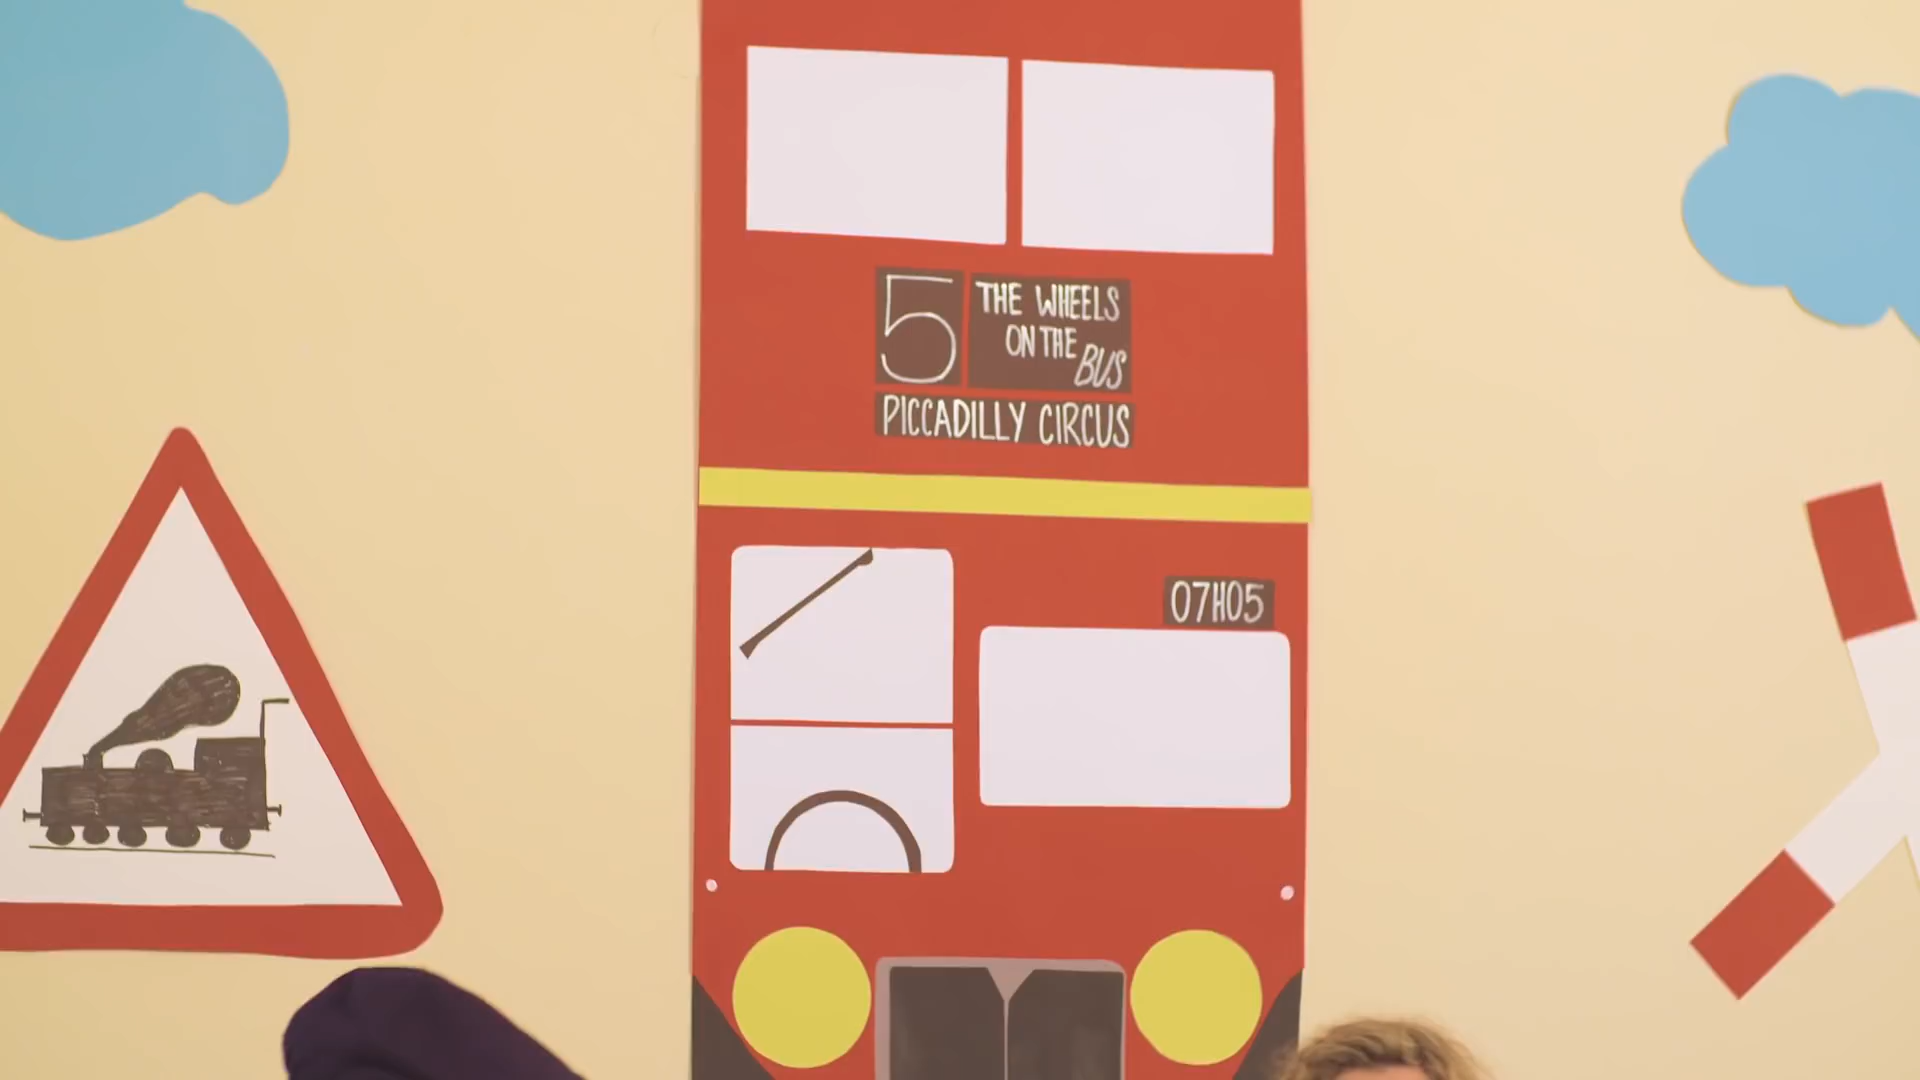 5
THE WHEELS
ON THE
BUS
PICCADILLY CIRCUS
07H05